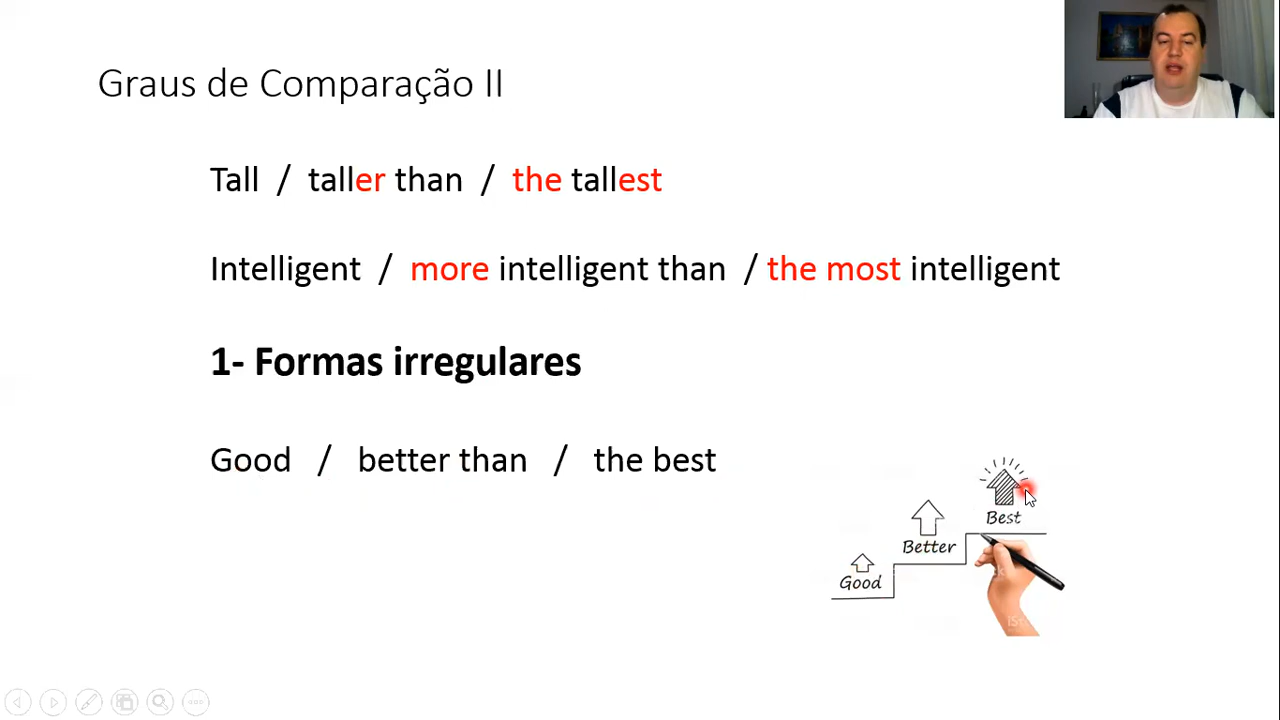 Graus de Comparação II
Tall / taller than / the tallest
Intelligent / more intelligent than / the most intelligent
1- Formas irregulares
Good / better than / the best
Best
Better
Good